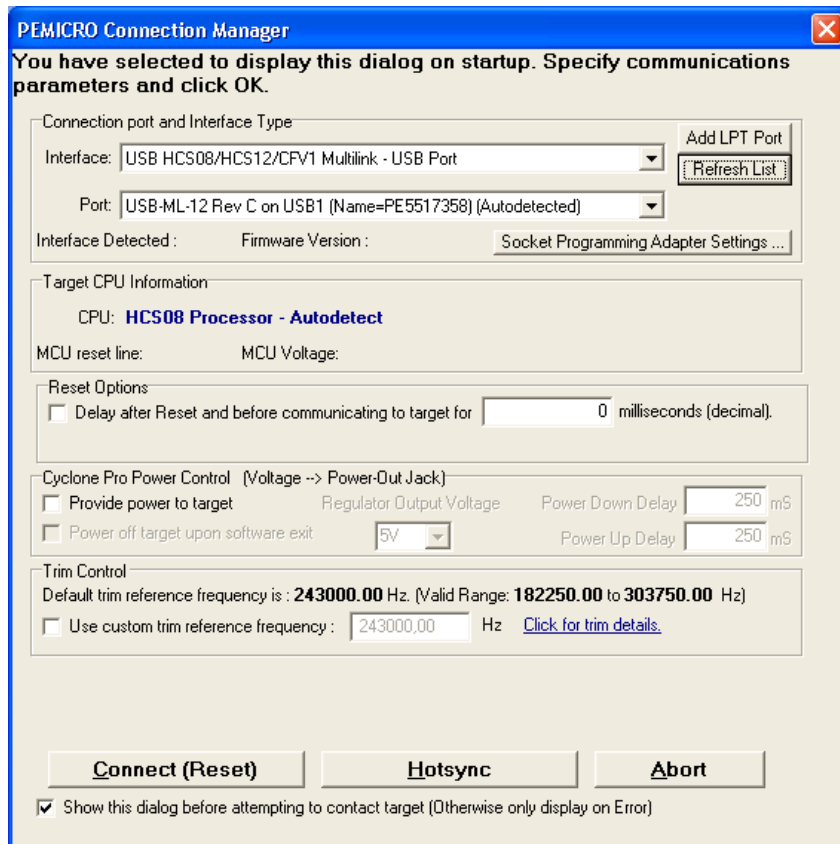 PEMICRO Connection Manager
You have selected to display this dialog on startup. Specify communications
parameters and click OK.
Connection port and Interface Type
Add LPT Port
Interface: USB HCS08/HCS12/CFV1 Multilink - USB Port
Refresh List
Port: USB-ML-12 Rev C on USB1 (Name=PE5517358) (Autodetected)
Interface Detected : Firmware Version : Socket Programming Adapter Settings ...
Target CPU Information
CPU: HCS08 Processor - Autodetect
MCU reset line: MCU Voltage:
Reset Options
Delay after Reset and before communicating to target for 0 milliseconds (decimal).
Cyclone Pro Power Control (Voltage --> Power-Out Jack)
Provide power to target Regulator Output Voltage Power Down Delay 250 mS
Power off target upon software exit 5V Power Up Delay 250 mS
Trim Control
Default trim reference frequency is : 243000.00 Hz. (Valid Range: 182250.00 to 303750.00 Hz)
Use custom trim reference frequency : 243000,00 Hz Click for trim details.
Connect (Reset) Hotsync Abort
Show this dialog before attempting to contact target (Otherwise only display on Error)